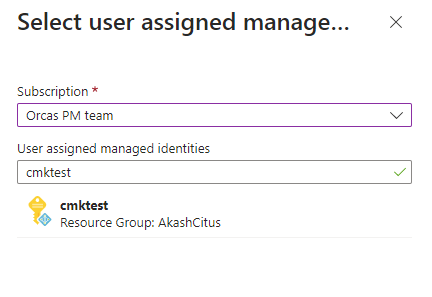 Select user assigned manage...
Subscription *
Orcas PM team
User assigned managed identities
cmktest
cmktest
Resource Group: AkashCitus